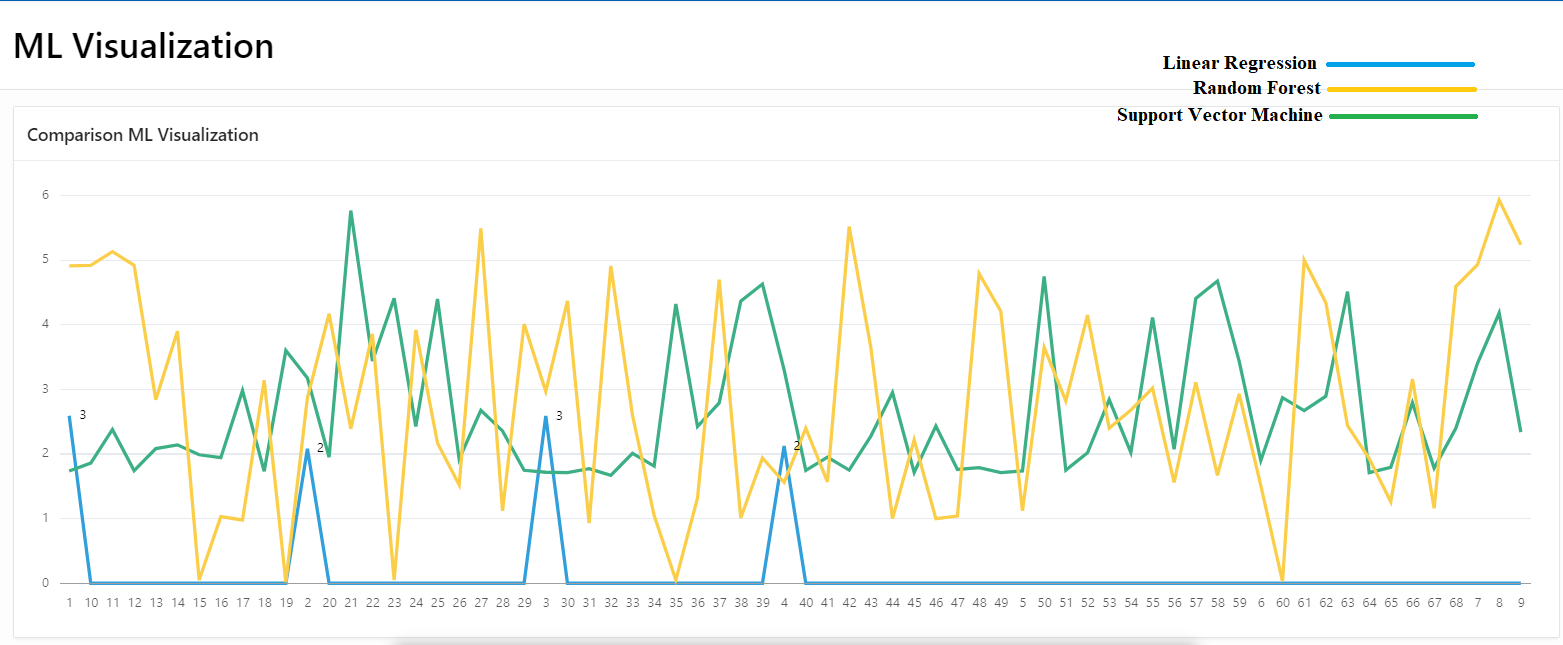 ML Visualization
Linear Regression
Random Forest
Support Vector Machine
Comparison ML Visualization
6
5
4
3
3
3
2
2
2
1
0
1 10 11 12 13 14 15 16 17 18 19 2 20 21 22 23 24 25 26 27 28 29 3 30 31 32 33 34 35 36 37 38 39 4 40 41 42 43 44 45 46 47 48 49 5 50 51 52 53 54 55 56 57 58 59 6 60 61 62 63 64 65 66 67 68 7 8 9